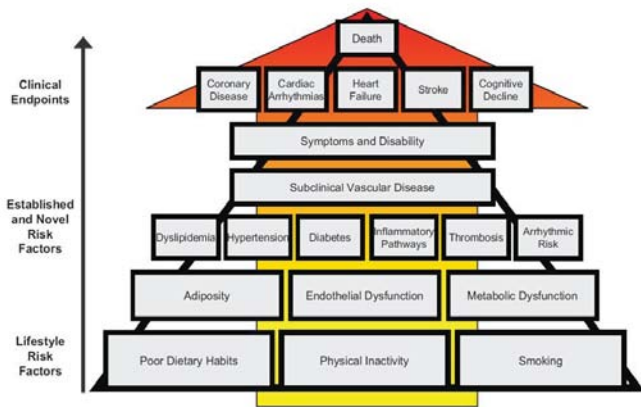 Death
Clinical
Endpoints
Coronary
Disease
Cardiac
Arrhythmias
Heart
Failure
Stroke
Cognitive
Decline
Symptoms and Disability
Subclinical Vascular Disease
Established
and Novel
Risk
Factors
Dyslipidemia
Hypertension
Diabetes
Inflammatory
Pathways
Thrombosis
Arrhythmic
Risk
Adiposity
Endothelial Dysfunction
Metabolic Dysfunction
Lifestyle
Risk
Factors
Poor Dietary Habits
Physical Inactivity
Smoking